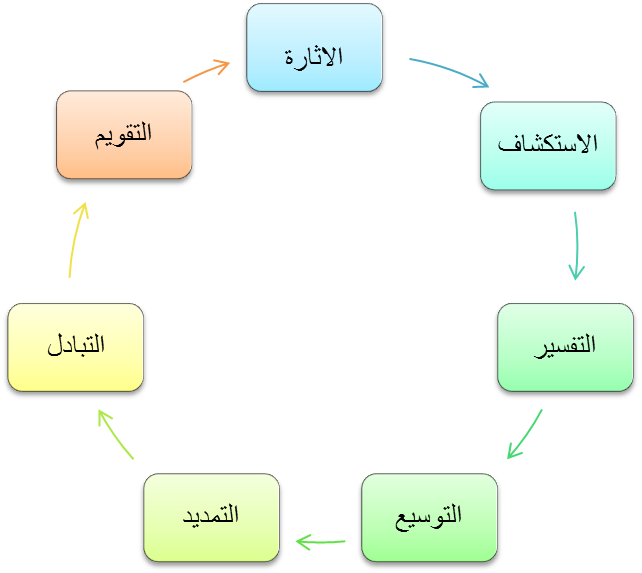 الاثارة
الاستكشاف
التفسير
التوسيع
التمديد
التبادل
التقويم